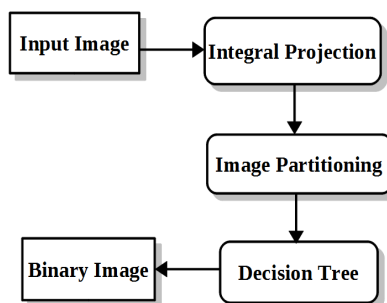 Input Image
Integral Projection
Image Partitioning
Decision Tree
Binary Image